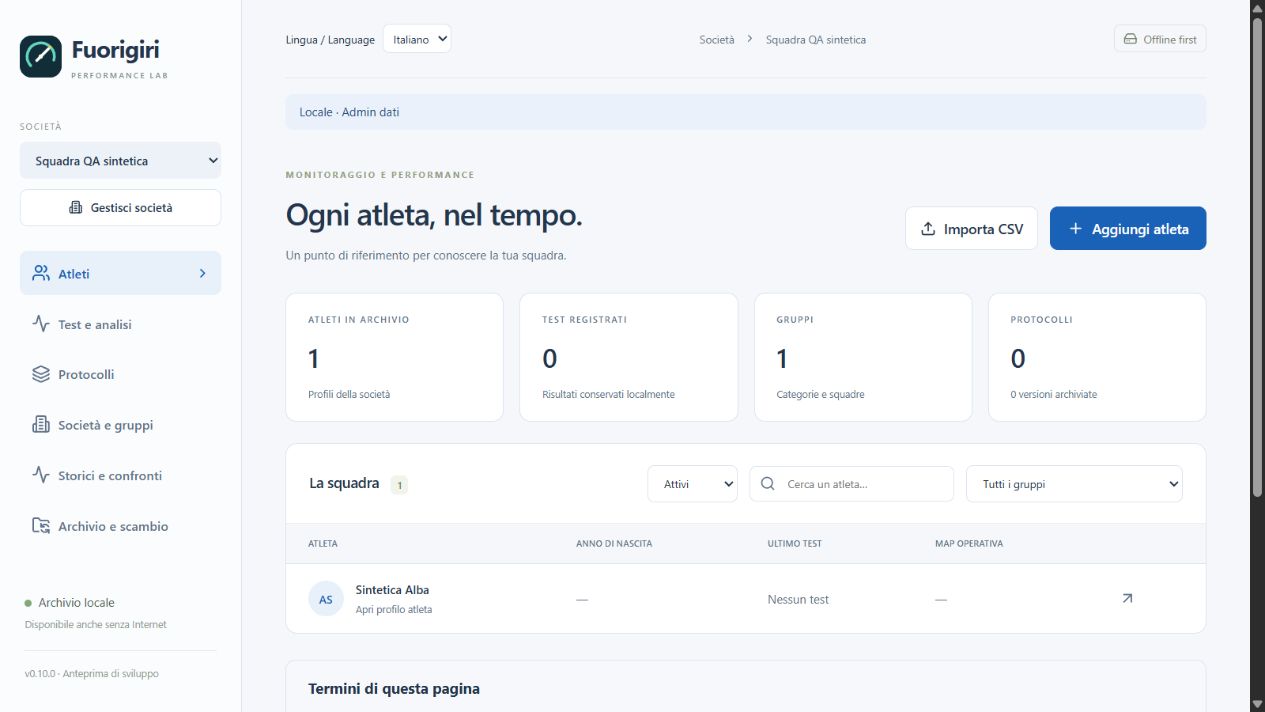 Fuorigiri
PERFORMANCE LAB
SOCIETÀ
Squadra QA sintetica
Gestisci società
Atleti
Test e analisi
Protocolli
Società e gruppi
Storici e confronti
Archivio e scambio
Archivio locale
Disponibile anche senza Internet
v0.10.0 · Anteprima di sviluppo
Lingua / Language Italiano
Società Squadra QA sintetica
Offline first
Locale · Admin dati
MONITORAGGIO E PERFORMANCE
Ogni atleta, nel tempo.
Un punto di riferimento per conoscere la tua squadra.
Importa CSV
Aggiungi atleta
ATLETI IN ARCHIVIO
1
Profili della società
TEST REGISTRATI
0
Risultati conservati localmente
GRUPPI
1
Categorie e squadre
PROTOCOLLI
0
0 versioni archiviate
La squadra 1
Attivi
Cerca un atleta...
Tutti i gruppi
ATLETA ANNO DI NASCITA ULTIMO TEST MAP OPERATIVA
AS
Sintetica Alba
Apri profilo atleta
— Nessun test —
Termini di questa pagina